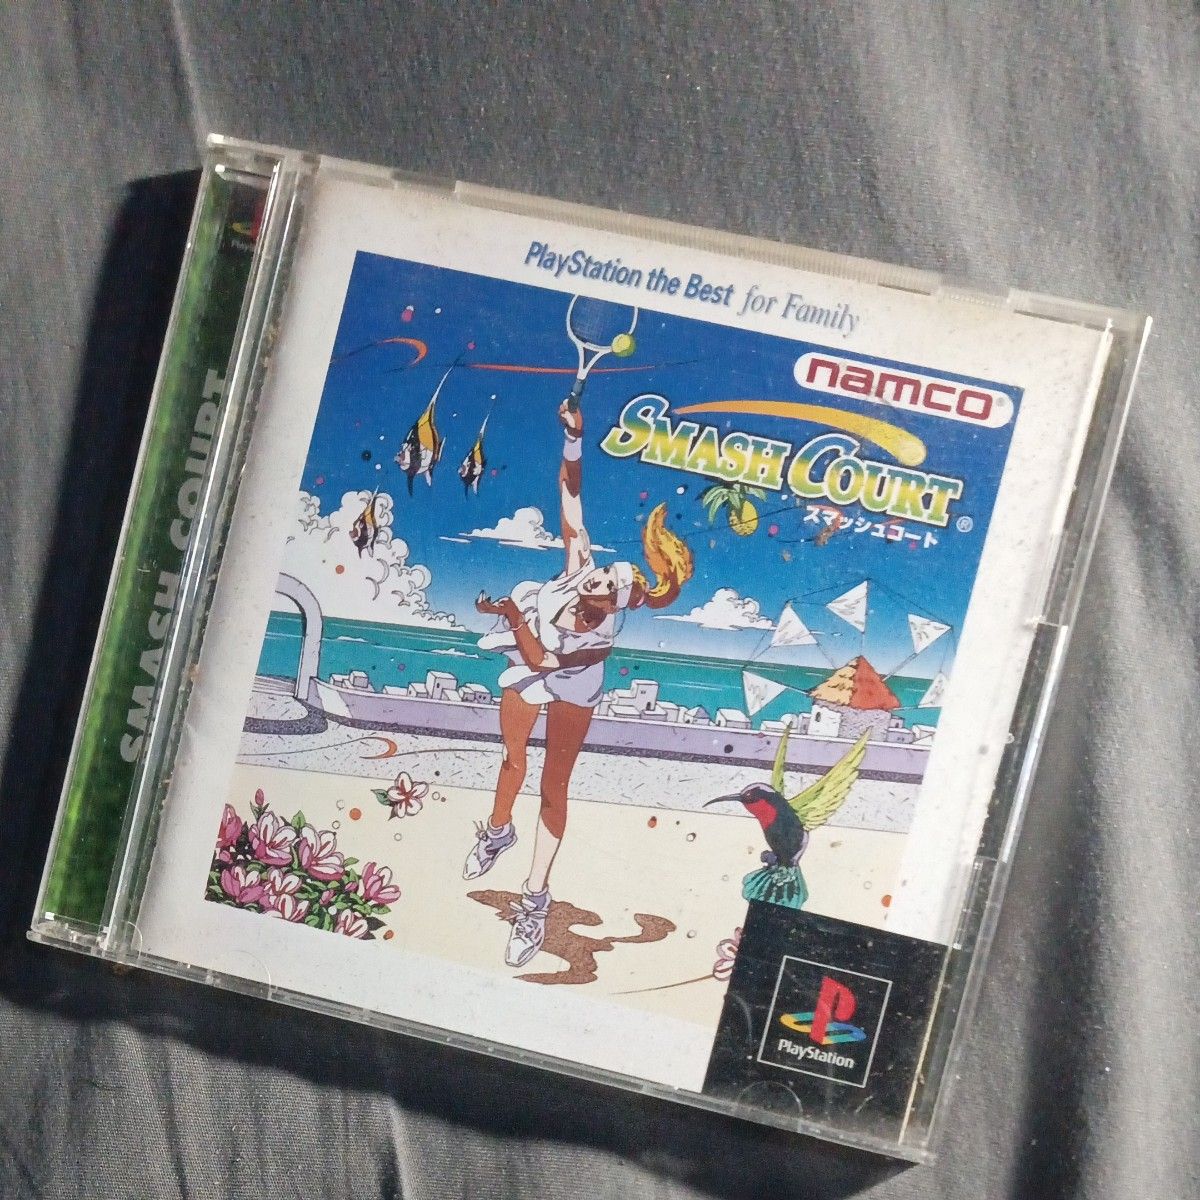 PlayStation the Best for Family
namco®
SMASH COURT®
スマッシュコート
SMASH COURT
PlayStation